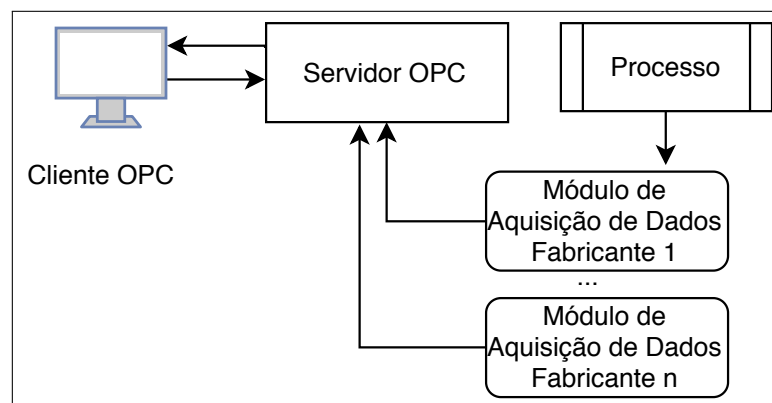 Servidor OPC
Processo
Cliente OPC
Módulo de
Aquisição de Dados
Fabricante 1
...
Módulo de
Aquisição de Dados
Fabricante n